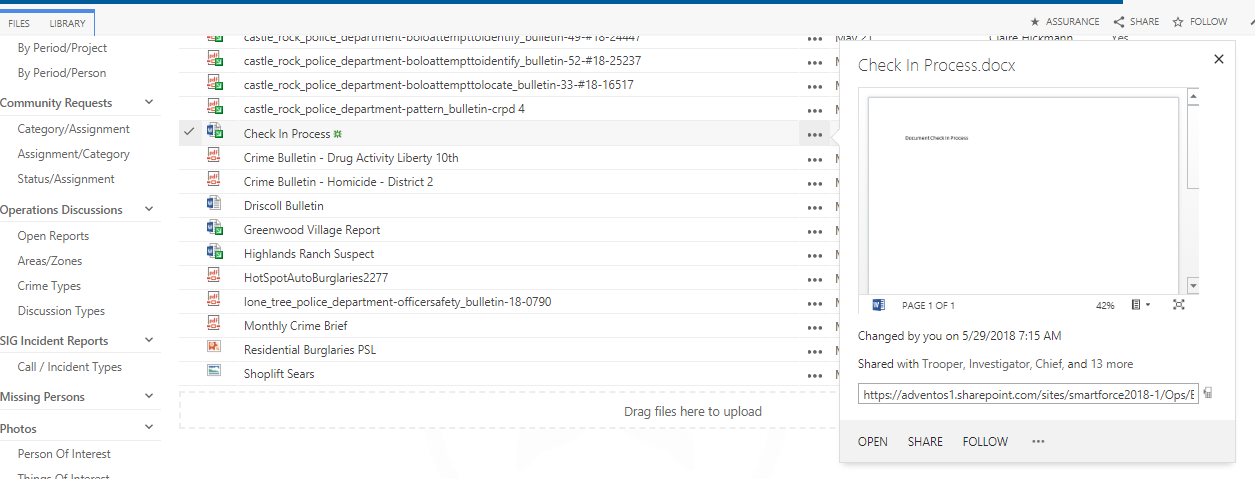 FILES LIBRARY
ASSURANCE SHARE FOLLOW
By Period/Project
By Period/Person
Community Requests
Category/Assignment
Assignment/Category
Status/Assignment
Operations Discussions
Open Reports
Areas/Zones
Crime Types
Discussion Types
SIG Incident Reports
Call / Incident Types
Missing Persons
Photos
Person Of Interest
Things Of Interest
castle_rock_police_department-boloattempttoidentify_bulletin-49-#18-24447 ... May 21 Claire Hickmann Yes
castle_rock_police_department-boloattempttoidentify_bulletin-52-#18-25237 ...
castle_rock_police_department-boloattempttolocate_bulletin-33-#18-16517 ...
castle_rock_police_department-pattern_bulletin-crpd 4 ...
Check In Process ...
Crime Bulletin - Drug Activity Liberty 10th ...
Crime Bulletin - Homicide - District 2 ...
Driscoll Bulletin ...
Greenwood Village Report ...
Highlands Ranch Suspect ...
HotSpotAutoBurglaries2277 ...
lone_tree_police_department-officersafety_bulletin-18-0790 ...
Monthly Crime Brief ...
Residential Burglaries PSL ...
Shoplift Sears ...
Drag files here to upload
Check In Process.docx
Document Check In Process
PAGE 1 OF 1 42%
Changed by you on 5/29/2018 7:15 AM
Shared with Trooper, Investigator, Chief, and 13 more
https://adventos1.sharepoint.com/sites/smartforce2018-1/Ops/E
OPEN SHARE FOLLOW ...